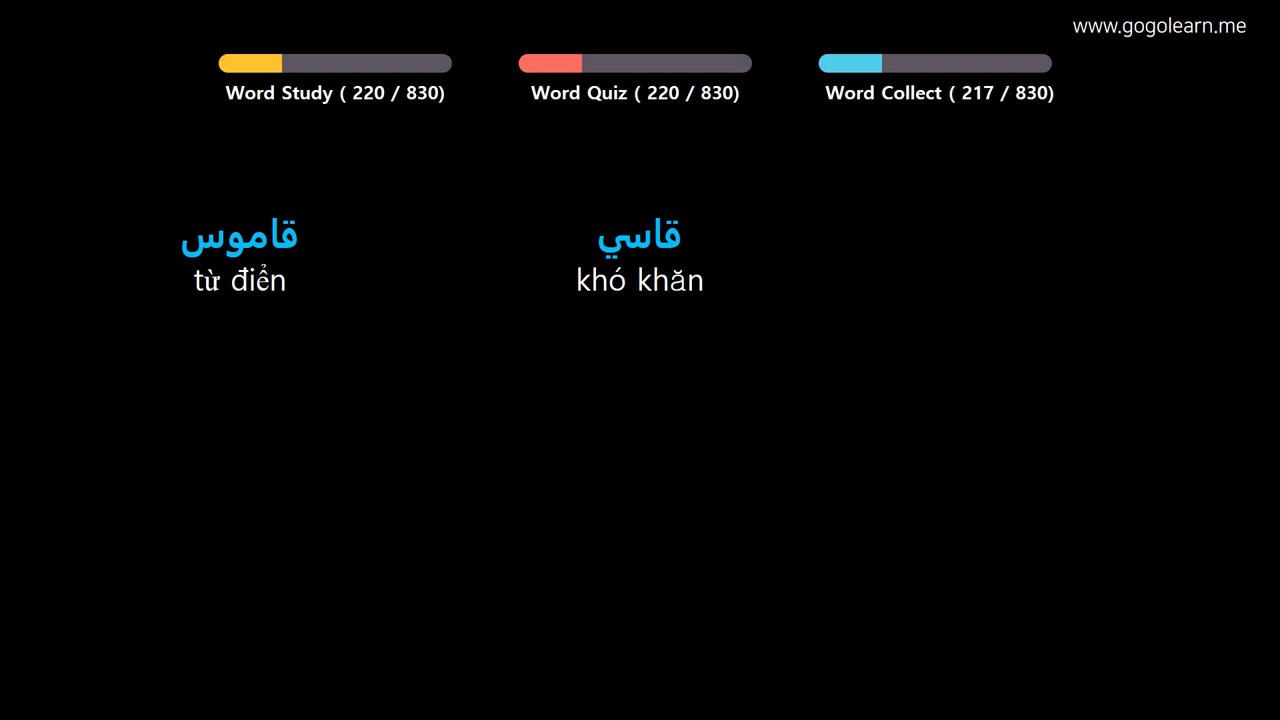 www.gogolearn.me
Word Study ( 220 / 830)
Word Quiz ( 220 / 830)
Word Collect ( 217 / 830)
قاموس
từ điển
قاسي
khó khăn